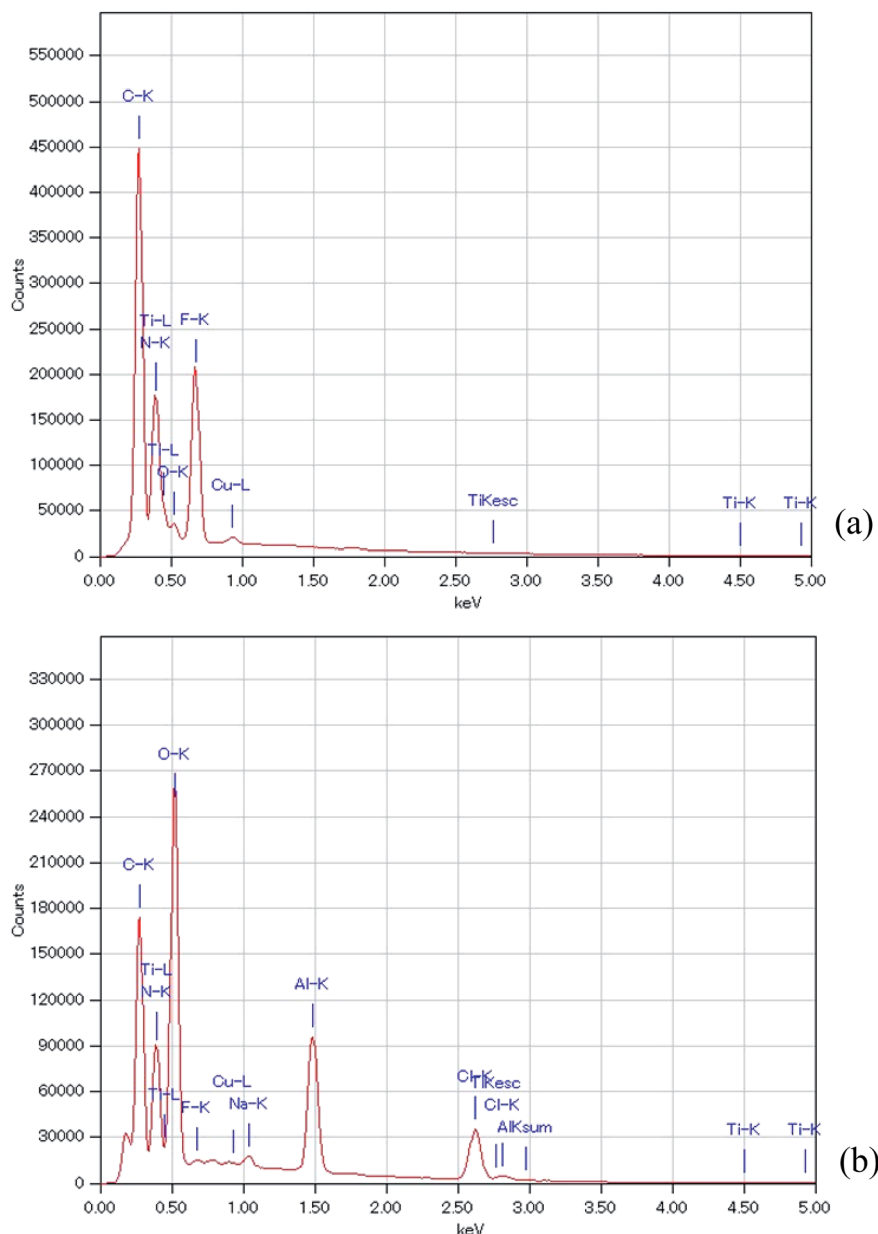 550000
500000
C-K
450000
400000
350000
300000
Counts
Ti-L
F-K
250000
N-K
200000
150000
Ti-L
100000
O-K
Cu-L
TiKesc
Ti-K
Ti-K
50000
(a)
0
0.00 0.50 1.00 1.50 2.00 2.50 3.00 3.50 4.00 4.50 5.00
keV
330000
300000
O-K
270000
240000
C-K
210000
180000
Counts
150000
Ti-L
Al-K
N-K
120000
90000
Cu-L
Cl-K
TiKesc
Ti-L
F-K
Na-K
Cl-K
60000
AlKsum
Ti-K
Ti-K
30000
(b)
0
0.00 0.50 1.00 1.50 2.00 2.50 3.00 3.50 4.00 4.50 5.00
keV